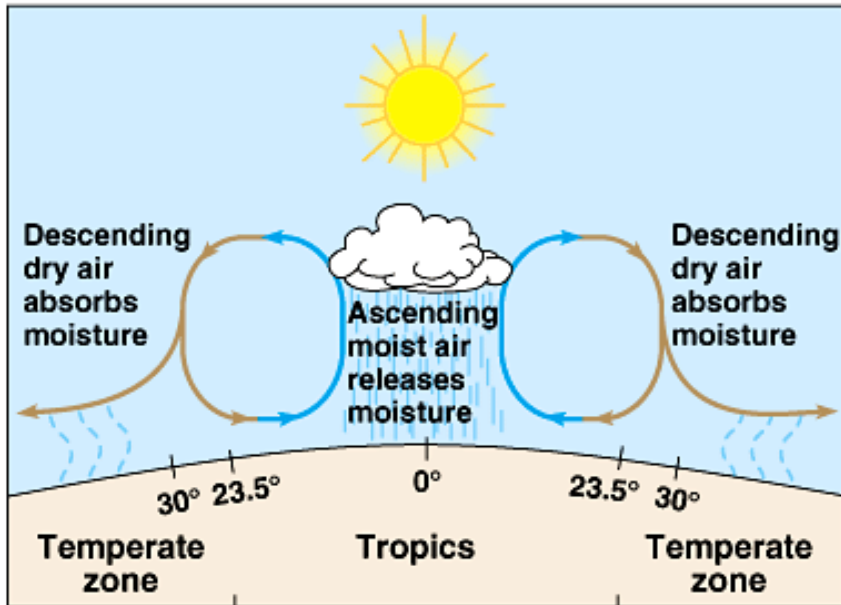 Descending
dry air
absorbs
moisture
Ascending
moist air
releases
moisture
Descending
dry air
absorbs
moisture
30°
23.5°
0°
23.5°
30°
Temperate
zone
Tropics
Temperate
zone